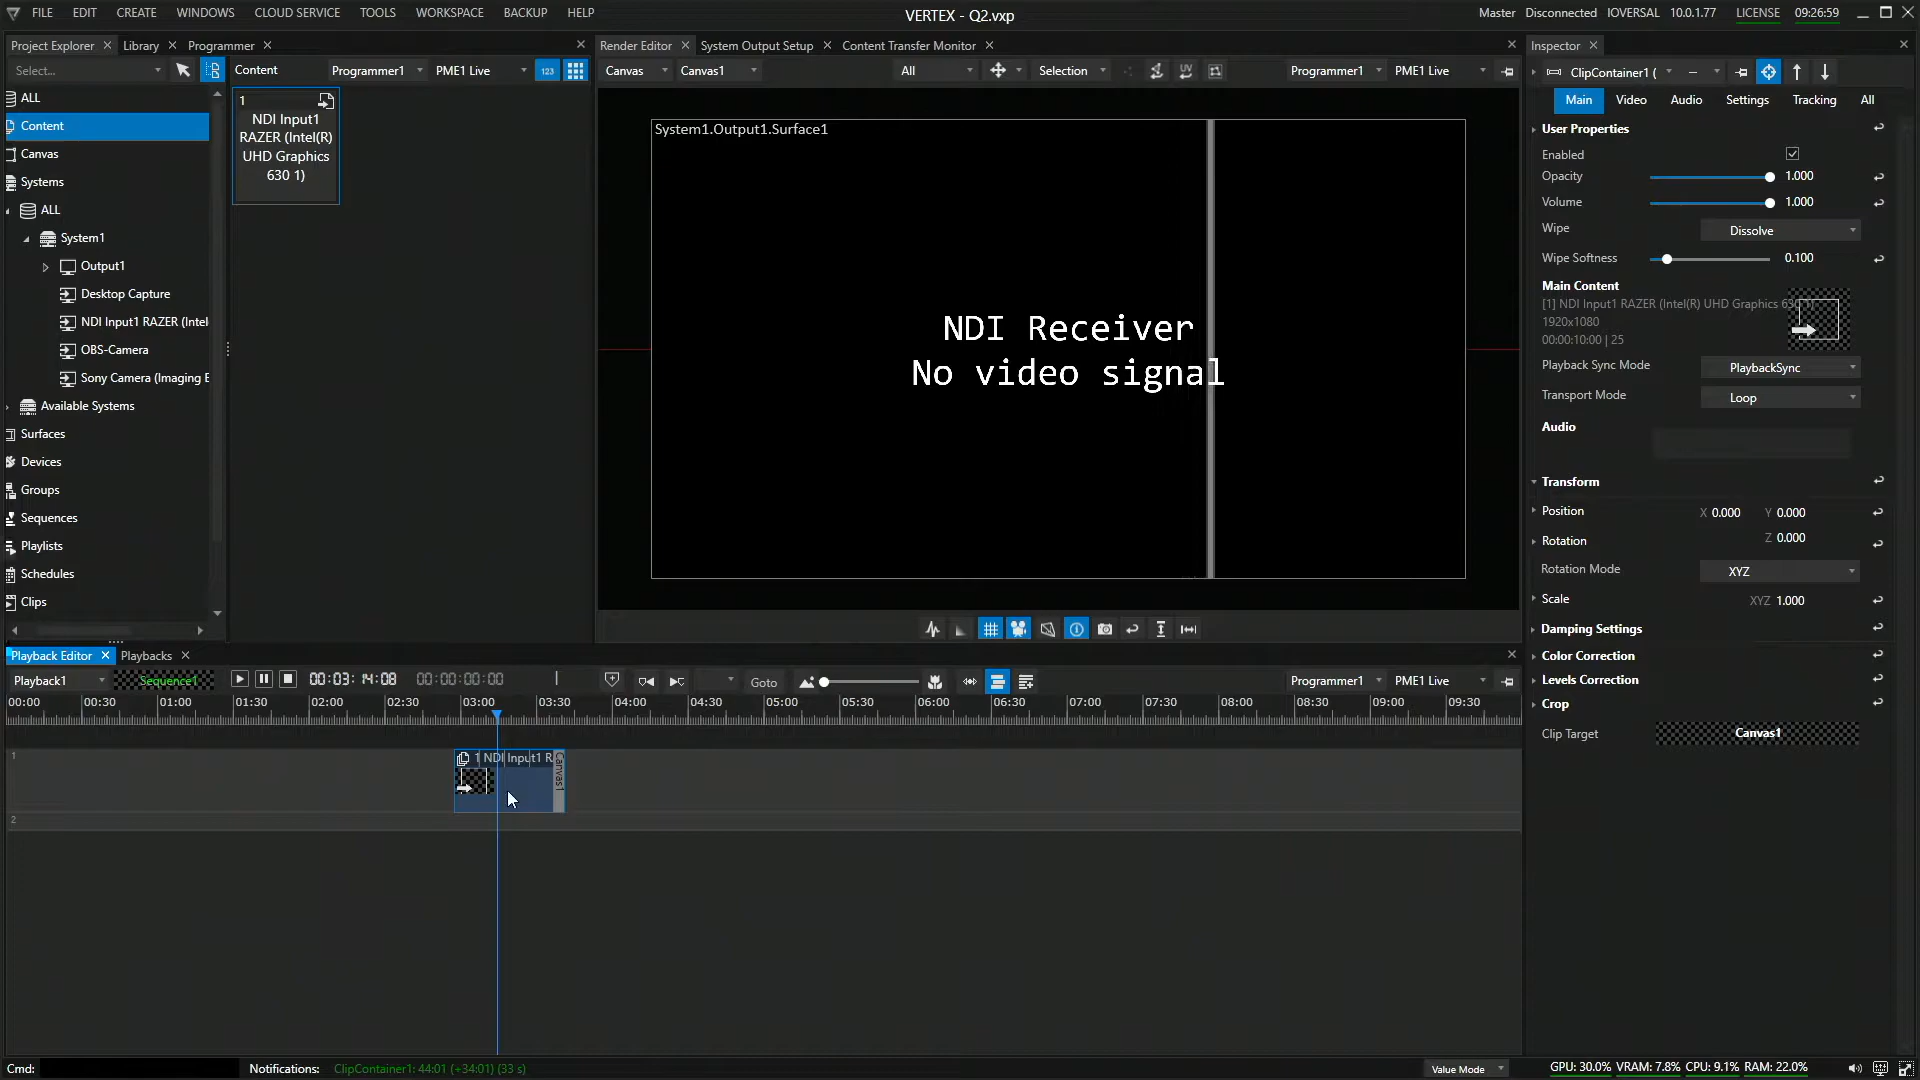 FILE EDIT CREATE WINDOWS CLOUD SERVICE TOOLS WORKSPACE BACKUP HELP
VERTEX - Q2.vxp
Master Disconnected IOVERSAL 10.0.1.77 LICENSE 09:26:59
Project Explorer Library Programmer
Render Editor System Output Setup Content Transfer Monitor
Inspector
Select...
Content Programmer1 PME1 Live 123
Canvas Canvas1 All Selection Programmer1 PME1 Live
ClipContainer1 (
Main Video Audio Settings Tracking All
ALL
Content
Canvas
Systems
ALL
System1
Output1
Desktop Capture
NDI Input1 RAZER (Intel
OBS-Camera
Sony Camera (Imaging E
Available Systems
Surfaces
Devices
Groups
Sequences
Playlists
Schedules
Clips
1
NDI Input1
RAZER (Intel(R)
UHD Graphics
630 1)
System1.Output1.Surface1
NDI Receiver
No video signal
User Properties
Enabled
Opacity 1.000
Volume 1.000
Wipe Dissolve
Wipe Softness 0.100
Main Content
[1] NDI Input1 RAZER (Intel(R) UHD Graphics 630 1)
1920x1080
00:00:10:00 | 25
Playback Sync Mode PlaybackSync
Transport Mode Loop
Audio
Transform
Position X 0.000 Y 0.000
Rotation Z 0.000
Rotation Mode XYZ
Scale XYZ 1.000
Damping Settings
Color Correction
Levels Correction
Crop
Clip Target Canvas1
Playback Editor Playbacks
Playback1 Sequence1 00:03:14:08 00:00:00:00 Goto Programmer1 PME1 Live
00:00 00:30 01:00 01:30 02:00 02:30 03:00 03:30 04:00 04:30 05:00 05:30 06:00 06:30 07:00 07:30 08:00 08:30 09:00 09:30
1
1 NDI Input1 R
Canvas1
2
Cmd:
Notifications: ClipContainer1: 44:01 (+34:01) (33 s)
Value Mode
GPU: 30.0% VRAM: 7.8% CPU: 9.1% RAM: 22.0%